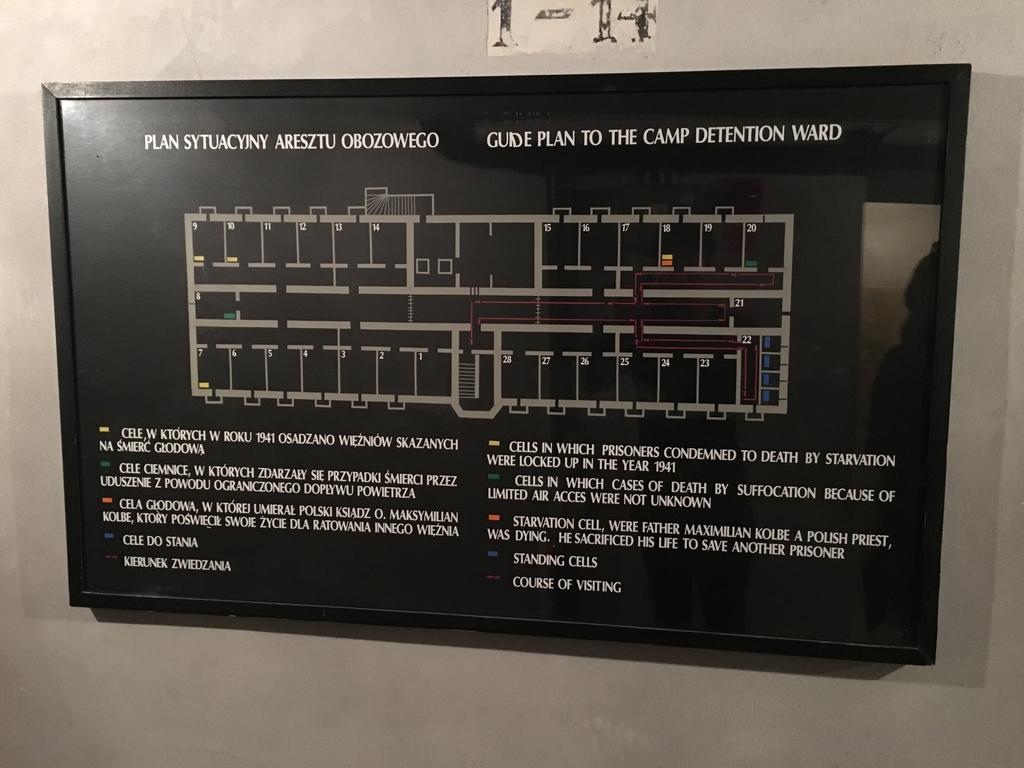 1-14
PLAN SYTUACYJNY ARESZTU OBOZOWEGO
GUIDE PLAN TO THE CAMP DETENTION WARD
9 10 11 12 13 14 15 16 17 18 19 20
8 21
22
7 6 5 4 3 2 1 28 27 26 25 24 23
CELE, W KTÓRYCH W ROKU 1941 OSADZANO WIĘŹNIÓW SKAZANYCH
NA ŚMIERĆ GŁODOWĄ
CELE CIEMNICE, W KTÓRYCH ZDARZAŁY SIĘ PRZYPADKI ŚMIERCI PRZEZ
UDUSZENIE Z POWODU OGRANICZONEGO DOPŁYWU POWIETRZA
CELA GŁODOWA, W KTÓREJ UMIERAŁ POLSKI KSIĄDZ O. MAKSYMILIAN
KOLBE, KTÓRY POŚWIĘCIŁ SWOJE ŻYCIE DLA RATOWANIA INNEGO WIĘŹNIA
CELE DO STANIA
KIERUNEK ZWIEDZANIA
CELLS IN WHICH PRISONERS CONDEMNED TO DEATH BY STARVATION
WERE LOCKED UP IN THE YEAR 1941
CELLS IN WHICH CASES OF DEATH BY SUFFOCATION BECAUSE OF
LIMITED AIR ACCES WERE NOT UNKNOWN
STARVATION CELL, WERE FATHER MAXIMILIAN KOLBE A POLISH PRIEST,
WAS DYING. HE SACRIFICED HIS LIFE TO SAVE ANOTHER PRISONER
STANDING CELLS
COURSE OF VISITING